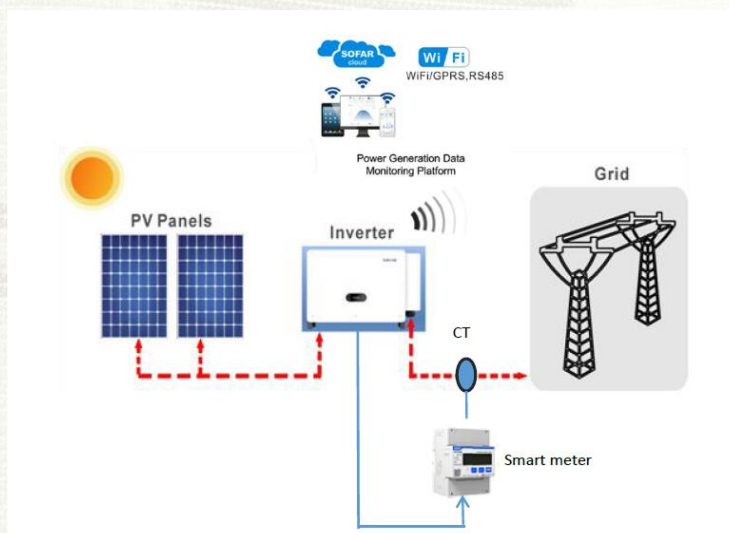 SOFAR
cloud
Wi Fi
WiFi/GPRS,RS485
Power Generation Data
Monitoring Platform
Grid
PV Panels
Inverter
CT
Smart meter